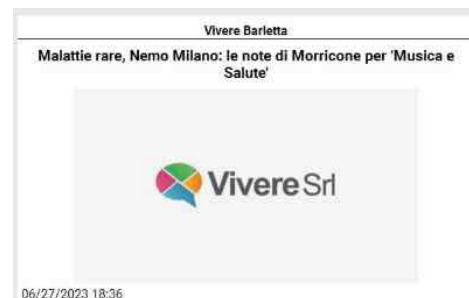 Vivere Barletta
Malattie rare, Nemo Milano: le note di Morricone per 'Musica e
Salute'
Vivere Srl
06/27/2023 18:36